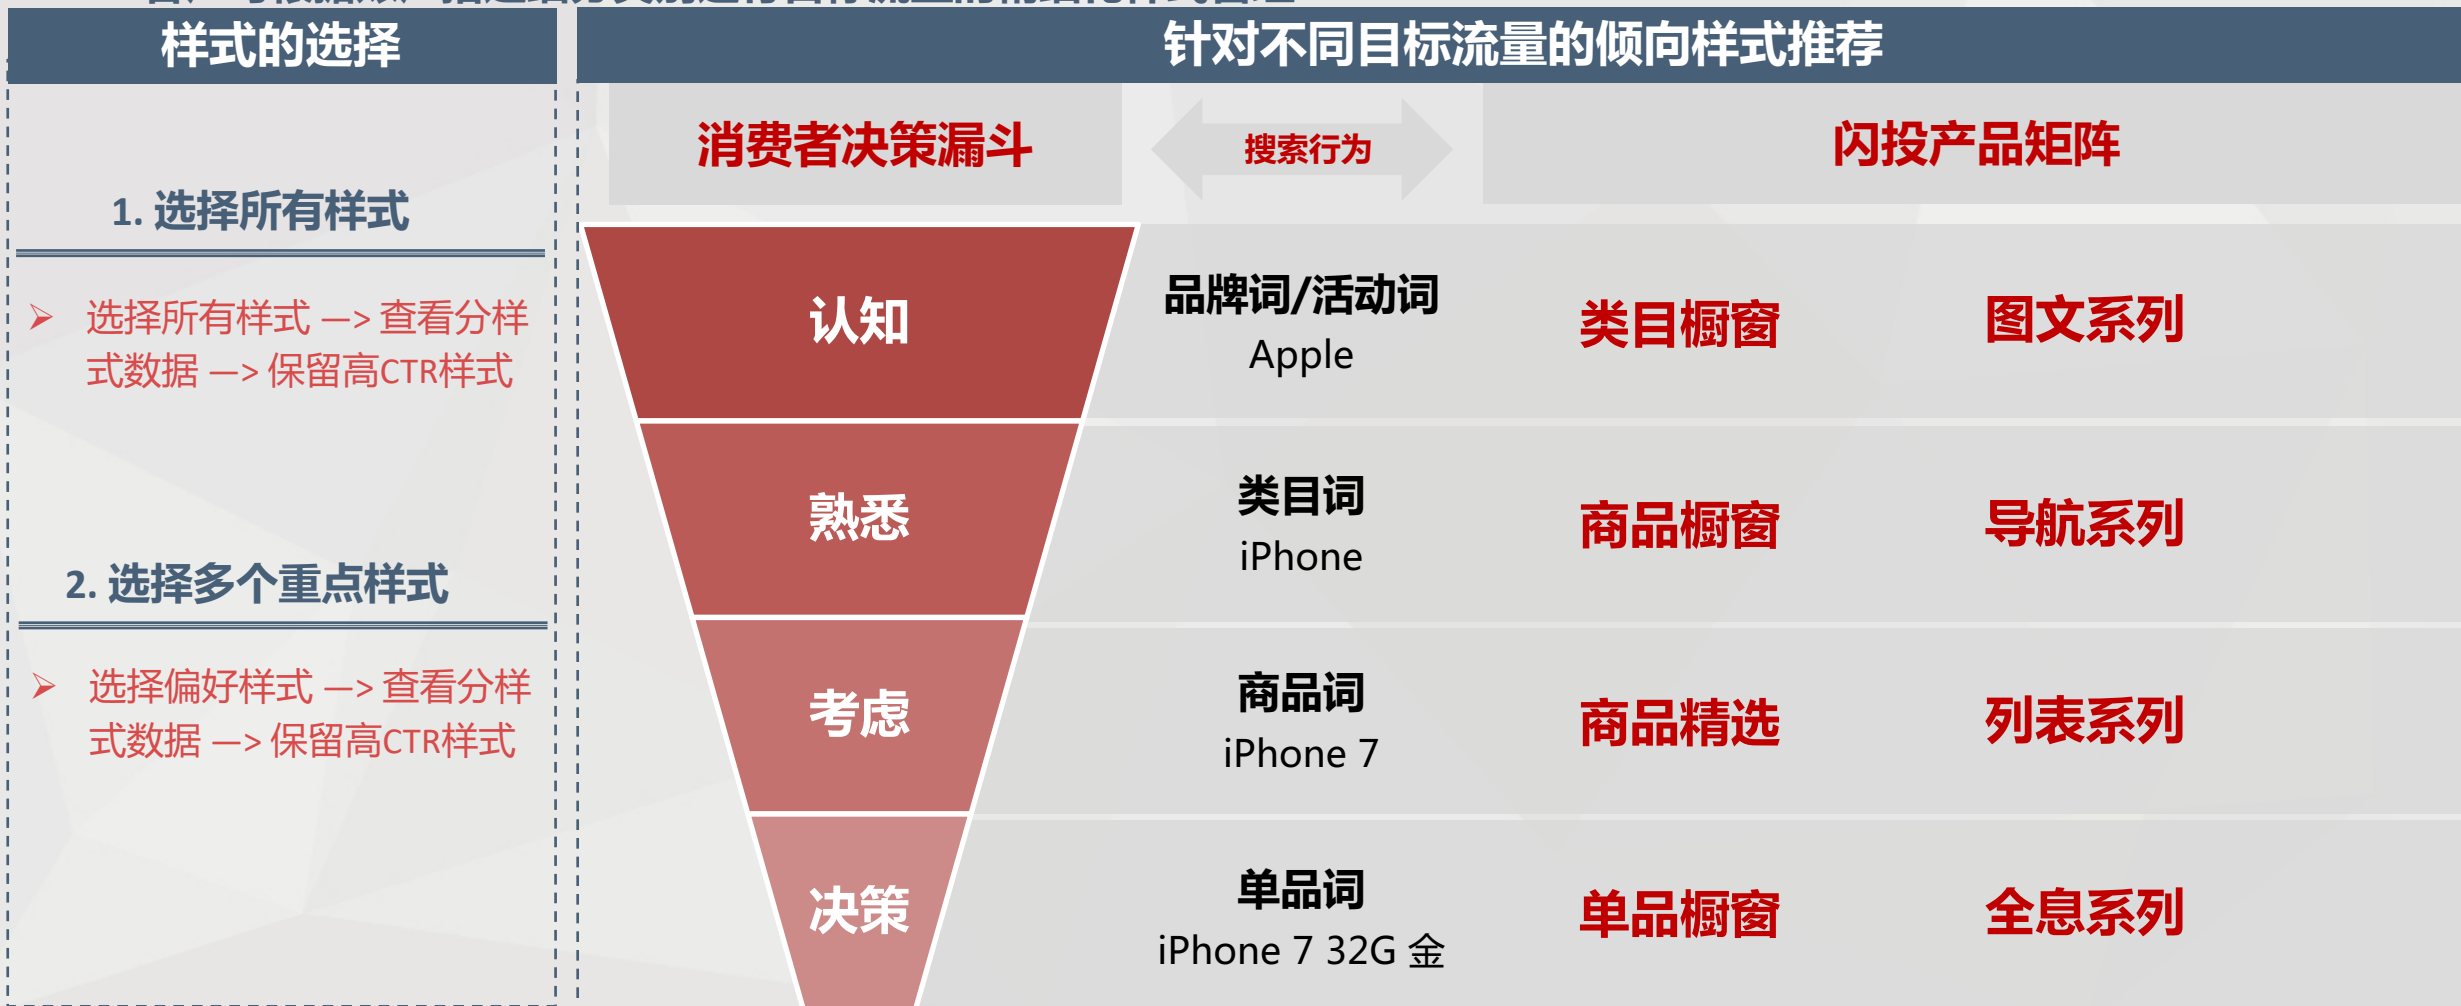 样式的选择
1. 选择所有样式
选择所有样式 —> 查看分样
式数据 —> 保留高CTR样式
2. 选择多个重点样式
选择偏好样式 —> 查看分样
式数据 —> 保留高CTR样式
针对不同目标流量的倾向样式推荐
消费者决策漏斗
搜索行为
闪投产品矩阵
认知
品牌词/活动词
Apple
类目橱窗
图文系列
熟悉
类目词
iPhone
商品橱窗
导航系列
考虑
商品词
iPhone 7
商品精选
列表系列
决策
单品词
iPhone 7 32G 金
单品橱窗
全息系列